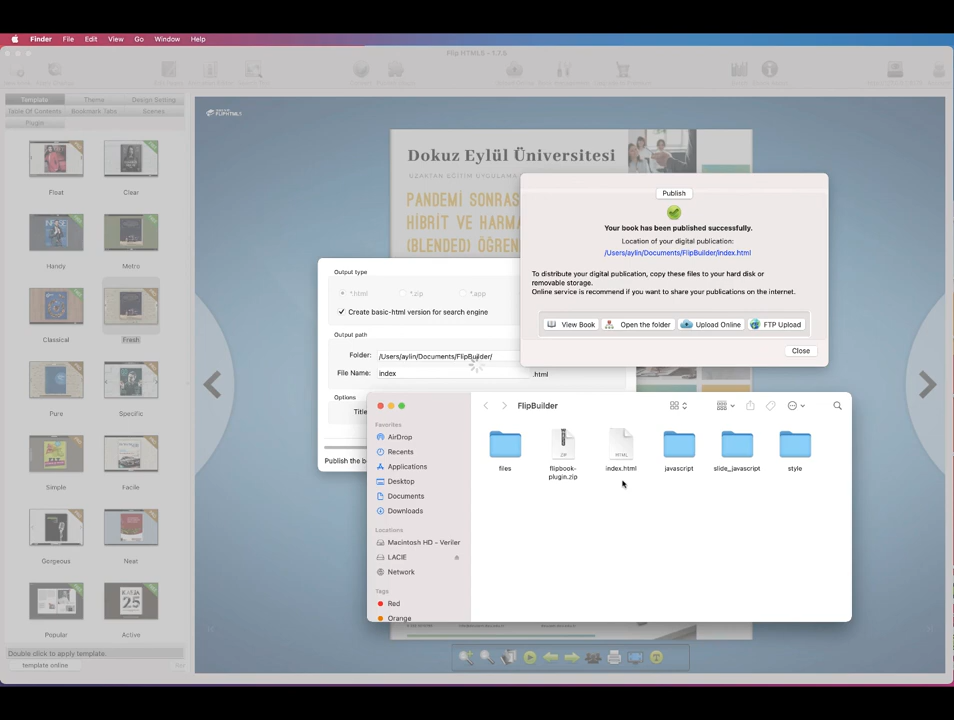 Finder File Edit View Go Window Help
Flip HTML5 - 1.7.5
Template Theme Design Setting
Table Of Contents Bookmark Tabs Scenes
Plugin
Float Clear
Handy Metro
Classical Fresh
Pure Specific
Simple Facile
Gorgeous Neat
Popular Active
Double click to apply template.
template online
FLIPHTML5
Dokuz Eylül Üniversitesi
UZAKTAN EĞİTİM UYGULAMA
PANDEMİ SONRAS
HİBRİT VE HARMA
(BLENDED) ÖĞREN
Output type
*.html *.zip *.app
Create basic-html version for search engine
Output path
Folder: /Users/aylin/Documents/FlipBuilder/
File Name: index .html
Options
Title
Publish the b
Publish
Your book has been published successfully.
Location of your digital publication:
/Users/aylin/Documents/FlipBuilder/index.html
To distribute your digital publication, copy these files to your hard disk or
removable storage.
Online service is recommend if you want to share your publications on the internet.
View Book Open the folder Upload Online FTP Upload
Close
FlipBuilder
Favorites
AirDrop
Recents
Applications
Desktop
Documents
Downloads
Locations
Macintosh HD - Veriler
LACIE
Network
Tags
Red
Orange
files
flipbook-
plugin.zip
index.html
javascript
slide_javascript
style